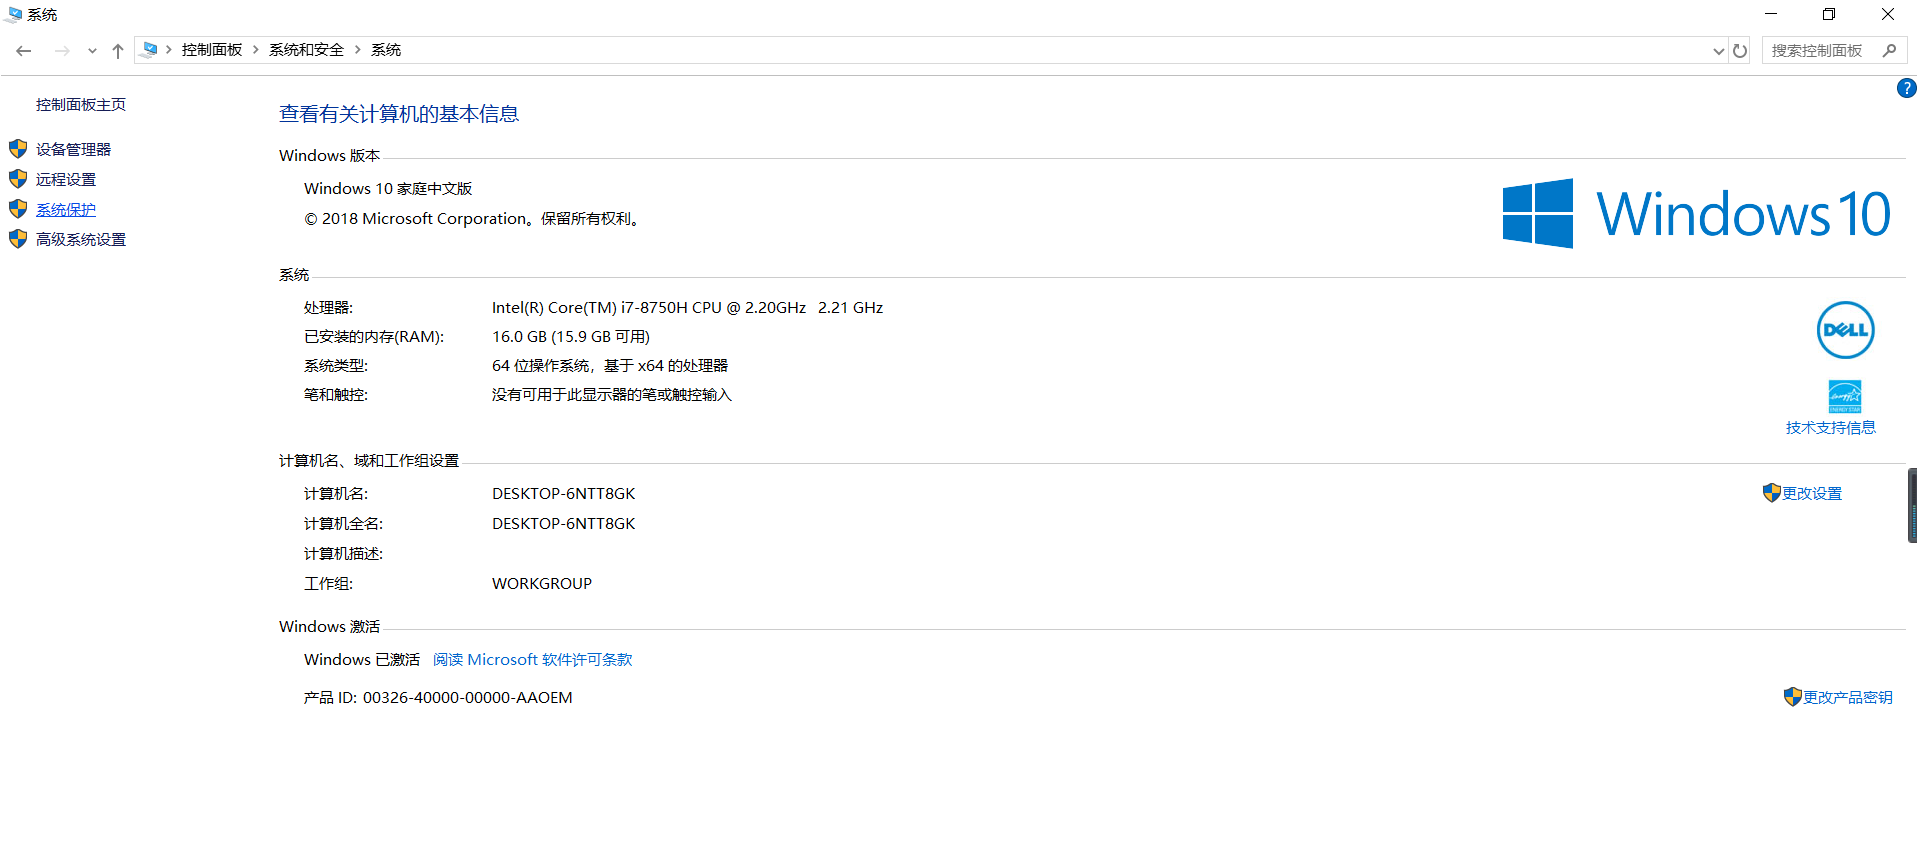 系统
控制面板 系统和安全 系统
搜索控制面板
?
控制面板主页
设备管理器
远程设置
系统保护
高级系统设置
查看有关计算机的基本信息
Windows 版本
Windows 10 家庭中文版
© 2018 Microsoft Corporation。保留所有权利。
Windows 10
系统
处理器: Intel(R) Core(TM) i7-8750H CPU @ 2.20GHz 2.21 GHz
已安装的内存(RAM): 16.0 GB (15.9 GB 可用)
系统类型: 64 位操作系统，基于 x64 的处理器
笔和触控: 没有可用于此显示器的笔或触控输入
DELL
ENERGY STAR
技术支持信息
计算机名、域和工作组设置
计算机名: DESKTOP-6NTT8GK
更改设置
计算机全名: DESKTOP-6NTT8GK
计算机描述:
工作组: WORKGROUP
Windows 激活
Windows 已激活 阅读 Microsoft 软件许可条款
产品 ID: 00326-40000-00000-AAOEM
更改产品密钥